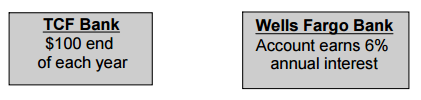 TCF Bank
$100 end
of each year
Wells Fargo Bank
Account earns 6%
annual interest